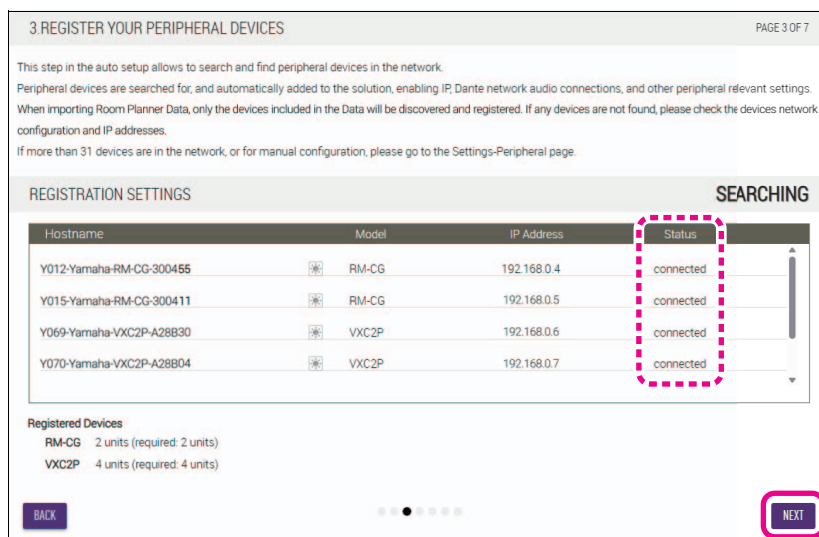 3.REGISTER YOUR PERIPHERAL DEVICES PAGE 3 OF 7
This step in the auto setup allows to search and find peripheral devices in the network.
Peripheral devices are searched for, and automatically added to the solution, enabling IP, Dante network audio connections, and other peripheral relevant settings.
When importing Room Planner Data, only the devices included in the Data will be discovered and registered. If any devices are not found, please check the devices network
configuration and IP addresses.
If more than 31 devices are in the network, or for manual configuration, please go to the Settings-Peripheral page.
REGISTRATION SETTINGS SEARCHING
Hostname Model IP Address Status
Y012-Yamaha-RM-CG-300455 RM-CG 192.168.0.4 connected
Y015-Yamaha-RM-CG-300411 RM-CG 192.168.0.5 connected
Y069-Yamaha-VXC2P-A28B30 VXC2P 192.168.0.6 connected
Y070-Yamaha-VXC2P-A28B04 VXC2P 192.168.0.7 connected
Registered Devices
RM-CG 2 units (required: 2 units)
VXC2P 4 units (required: 4 units)
BACK NEXT